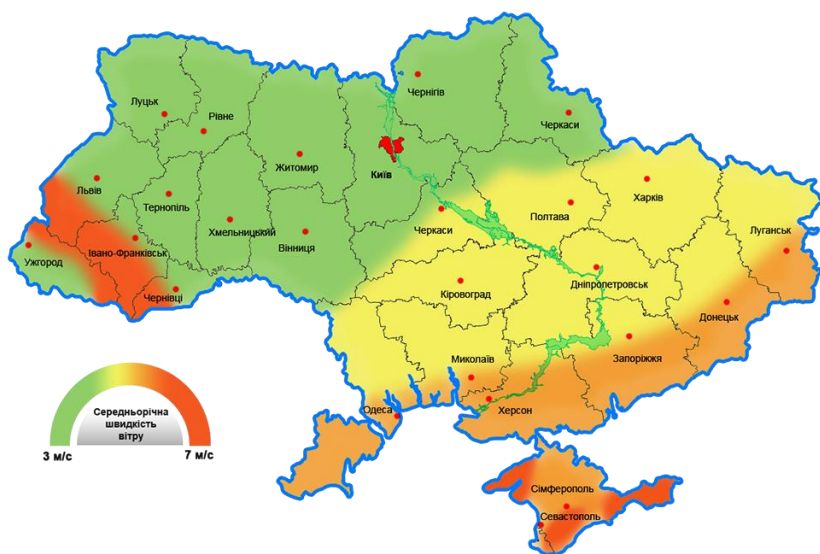 Чернігів
Луцьк
Рівне
Черкаси
Житомир
Київ
Львів
Харків
Тернопіль
Черкаси
Полтава
Хмельницький
Вінниця
Луганськ
Івано-Франківськ
Ужгород
Дніпропетровськ
Чернівці
Кіровоград
Донецьк
Миколаїв
Запоріжжя
Одеса
Херсон
Середньорічна
швидкість
вітру
3 м/с
7 м/с
Сімферополь
Севастополь